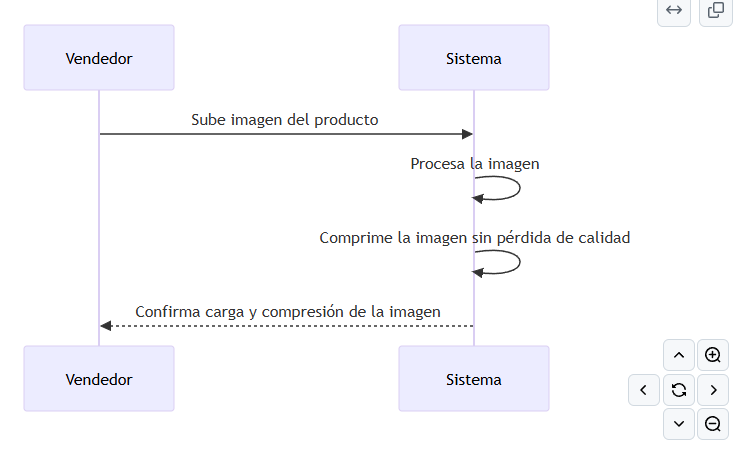 Vendedor
Sistema
Sube imagen del producto
Procesa la imagen
Comprime la imagen sin pérdida de calidad
Confirma carga y compresión de la imagen
Vendedor
Sistema